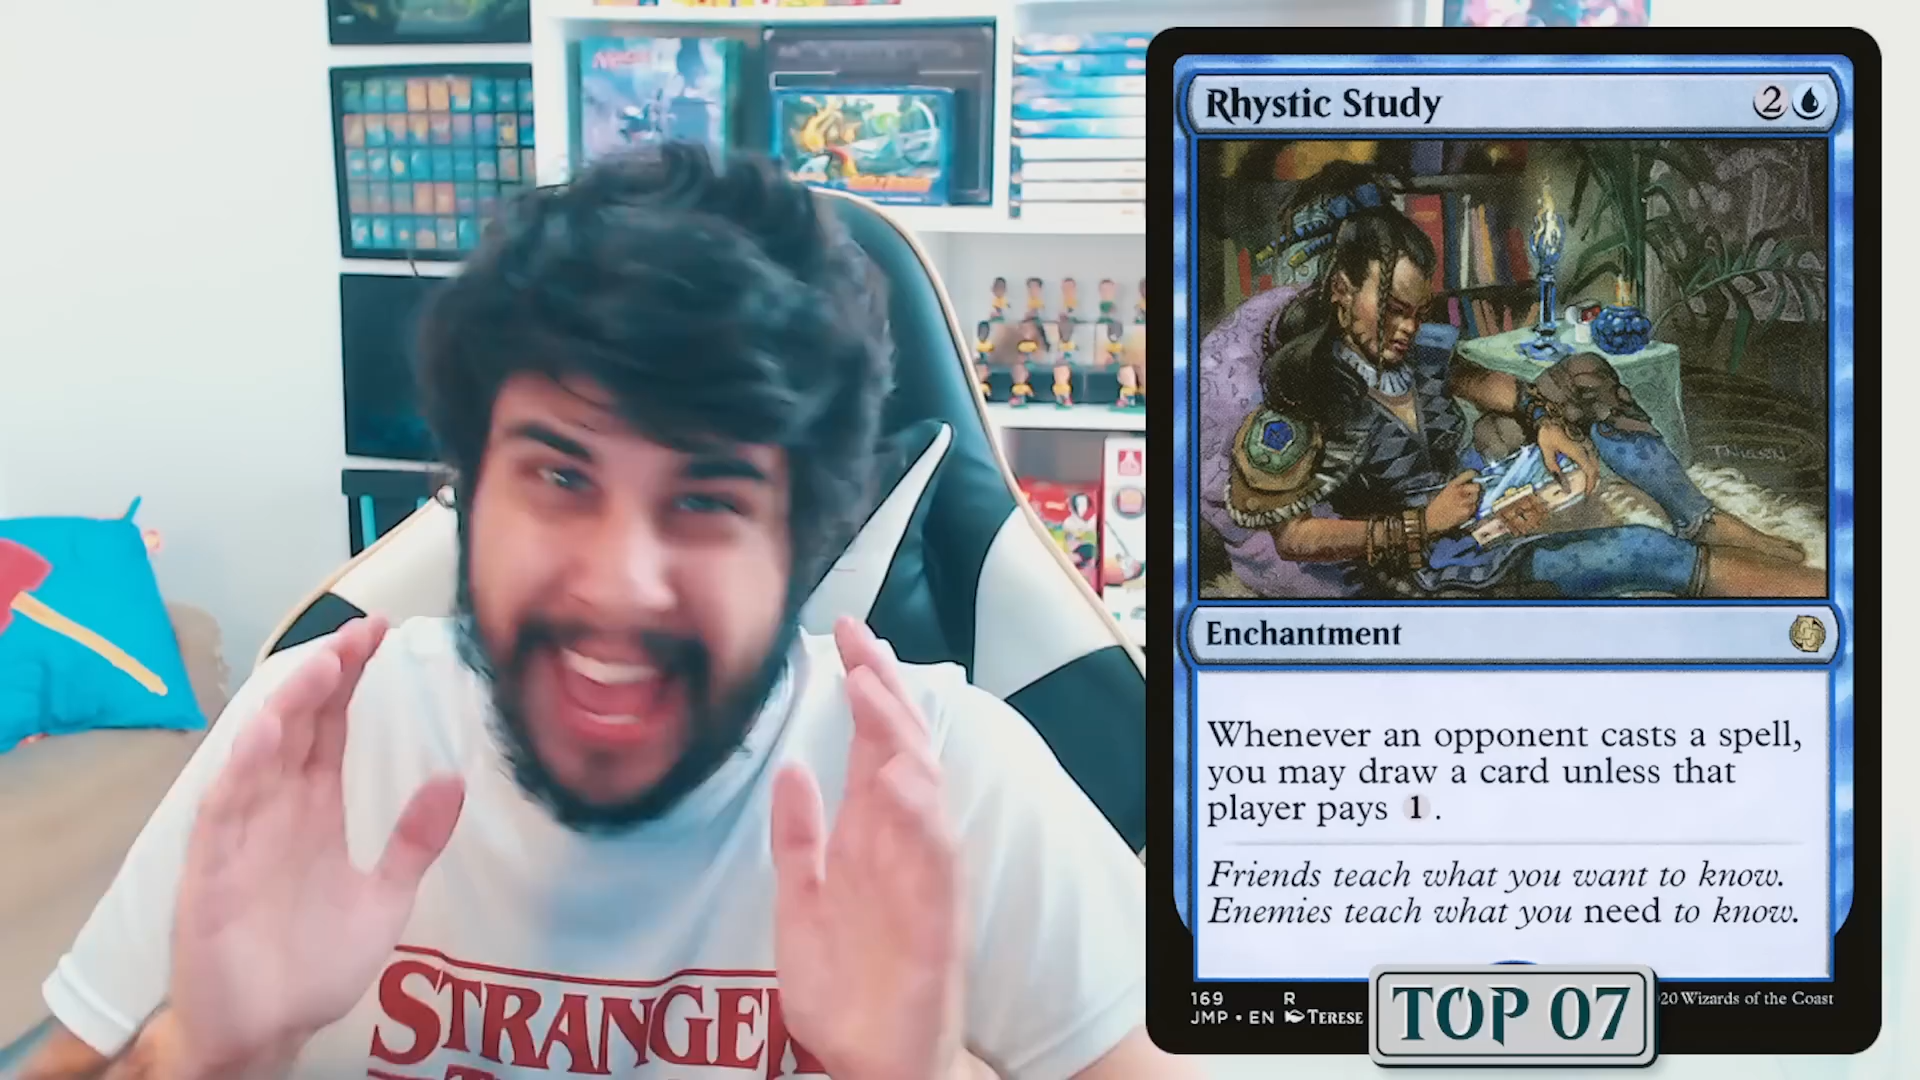 Rhystic Study
2
TNIELSEN
Enchantment
Whenever an opponent casts a spell,
you may draw a card unless that
player pays 1.
Friends teach what you want to know.
Enemies teach what you need to know.
169 R
JMP • EN TERESE
20 Wizards of the Coast
TOP 07
STRANGE